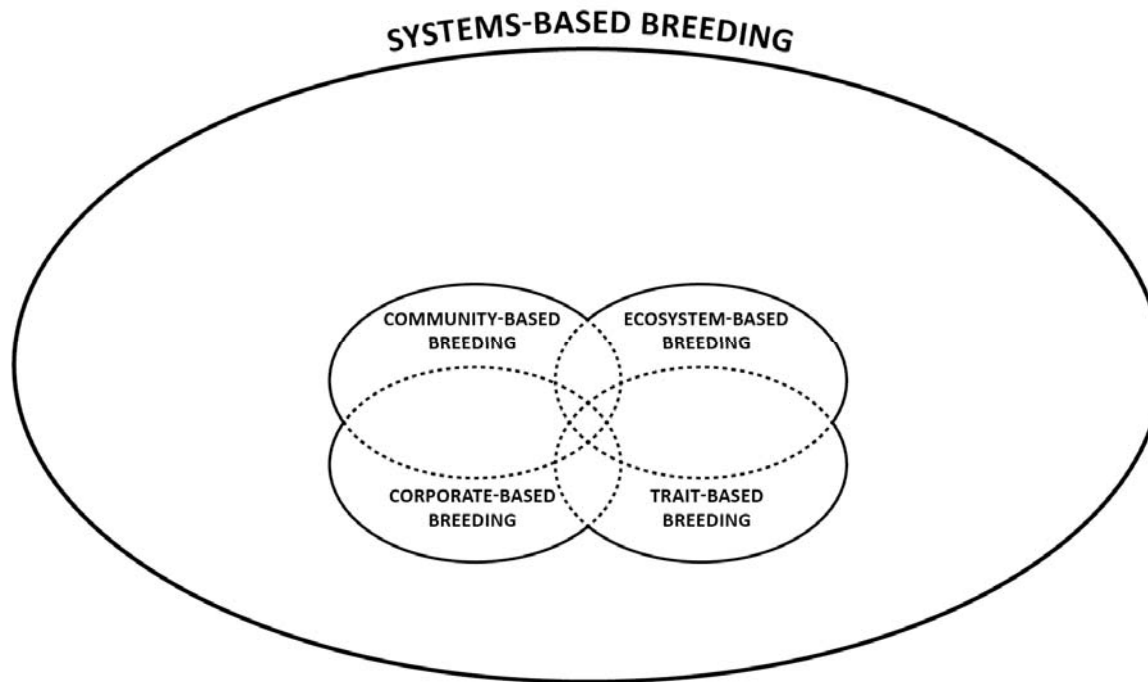 SYSTEMS-BASED BREEDING
COMMUNITY-BASED
BREEDING
ECOSYSTEM-BASED
BREEDING
CORPORATE-BASED
BREEDING
TRAIT-BASED
BREEDING